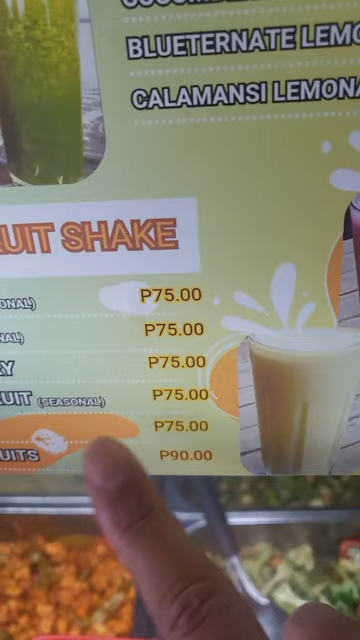 BLUETERNATE LEMO
CALAMANSI LEMONA
UIT SHAKE
ONAL) P75.00
NAL) P75.00
Y P75.00
UIT (SEASONAL) P75.00
P75.00
UITS P90.00